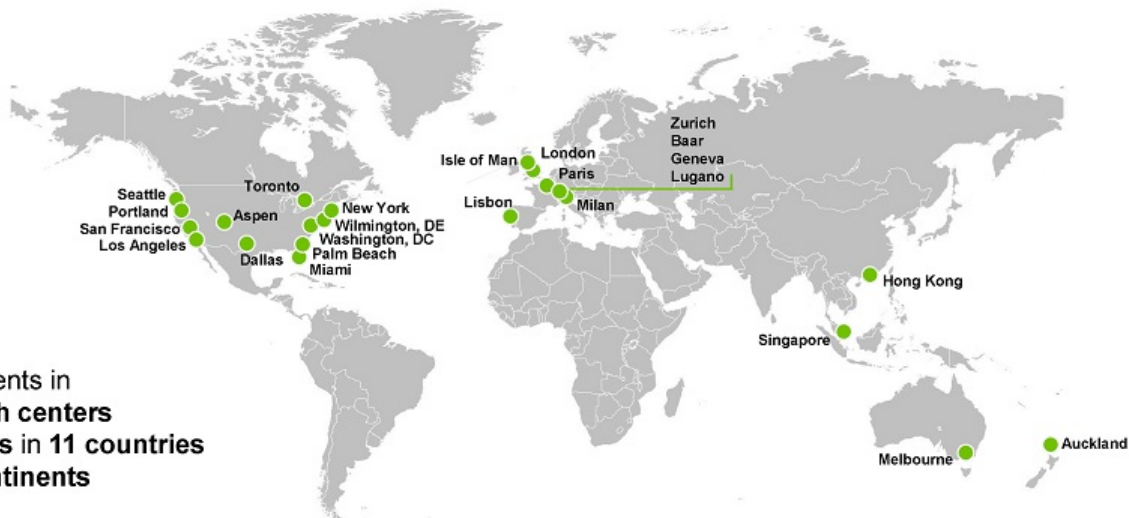 Zurich
Baar
Geneva
Lugano
Isle of Man
London
Paris
Milan
Lisbon
Seattle
Portland
San Francisco
Los Angeles
Toronto
Aspen
Dallas
New York
Wilmington, DE
Washington, DC
Palm Beach
Miami
Hong Kong
Singapore
Melbourne
Auckland
in
centers
in 11 countries